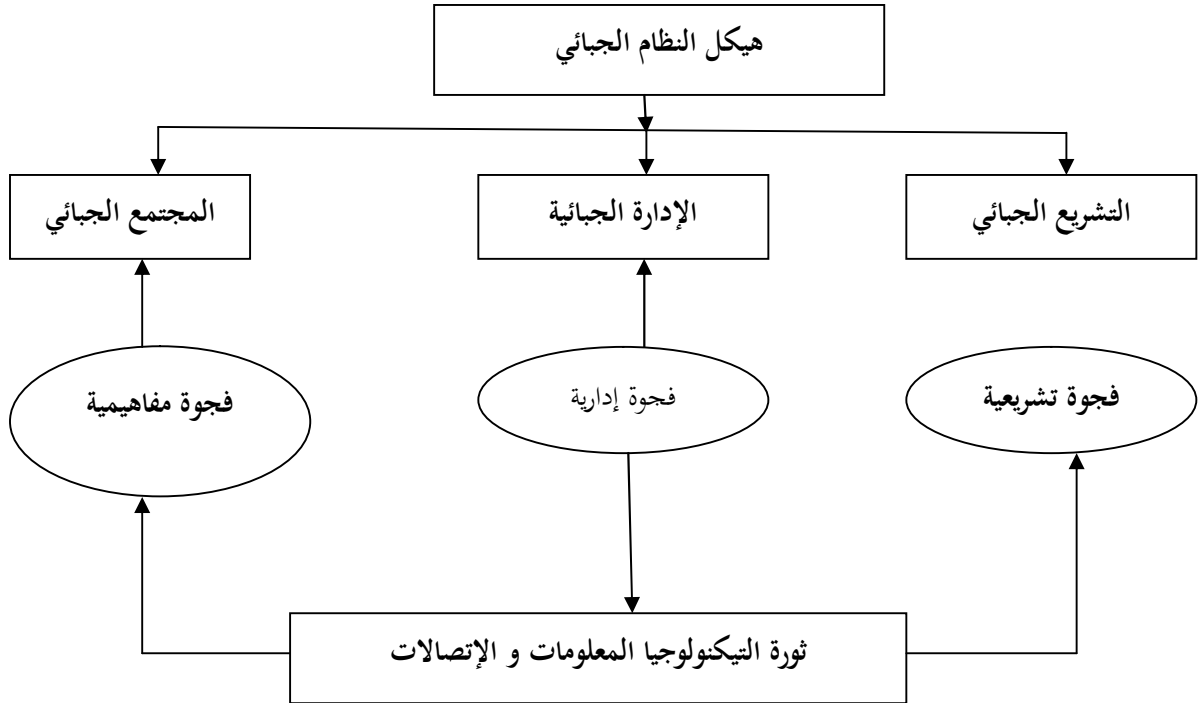 هيكل النظام الجبائي
التشريع الجبائي
الإدارة الجبائية
المجتمع الجبائي
فجوة تشريعية
فجوة إدارية
فجوة مفاهيمية
ثورة التيكنولوجيا المعلومات و الإتصالات